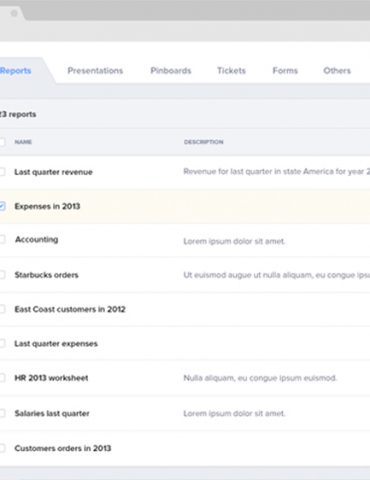 Reports Presentations Pinboards Tickets Forms Others
23 reports
NAME DESCRIPTION
Last quarter revenue Revenue for last quarter in state America for year 2
Expenses in 2013
Accounting Lorem ipsum dolor sit amet.
Starbucks orders Ut euismod augue ut nulla aliquam, eu congue
East Coast customers in 2012
Last quarter expenses
HR 2013 worksheet Nulla aliquam, eu congue ipsum euismod.
Salaries last quarter Lorem ipsum dolor sit amet.
Customers orders in 2013